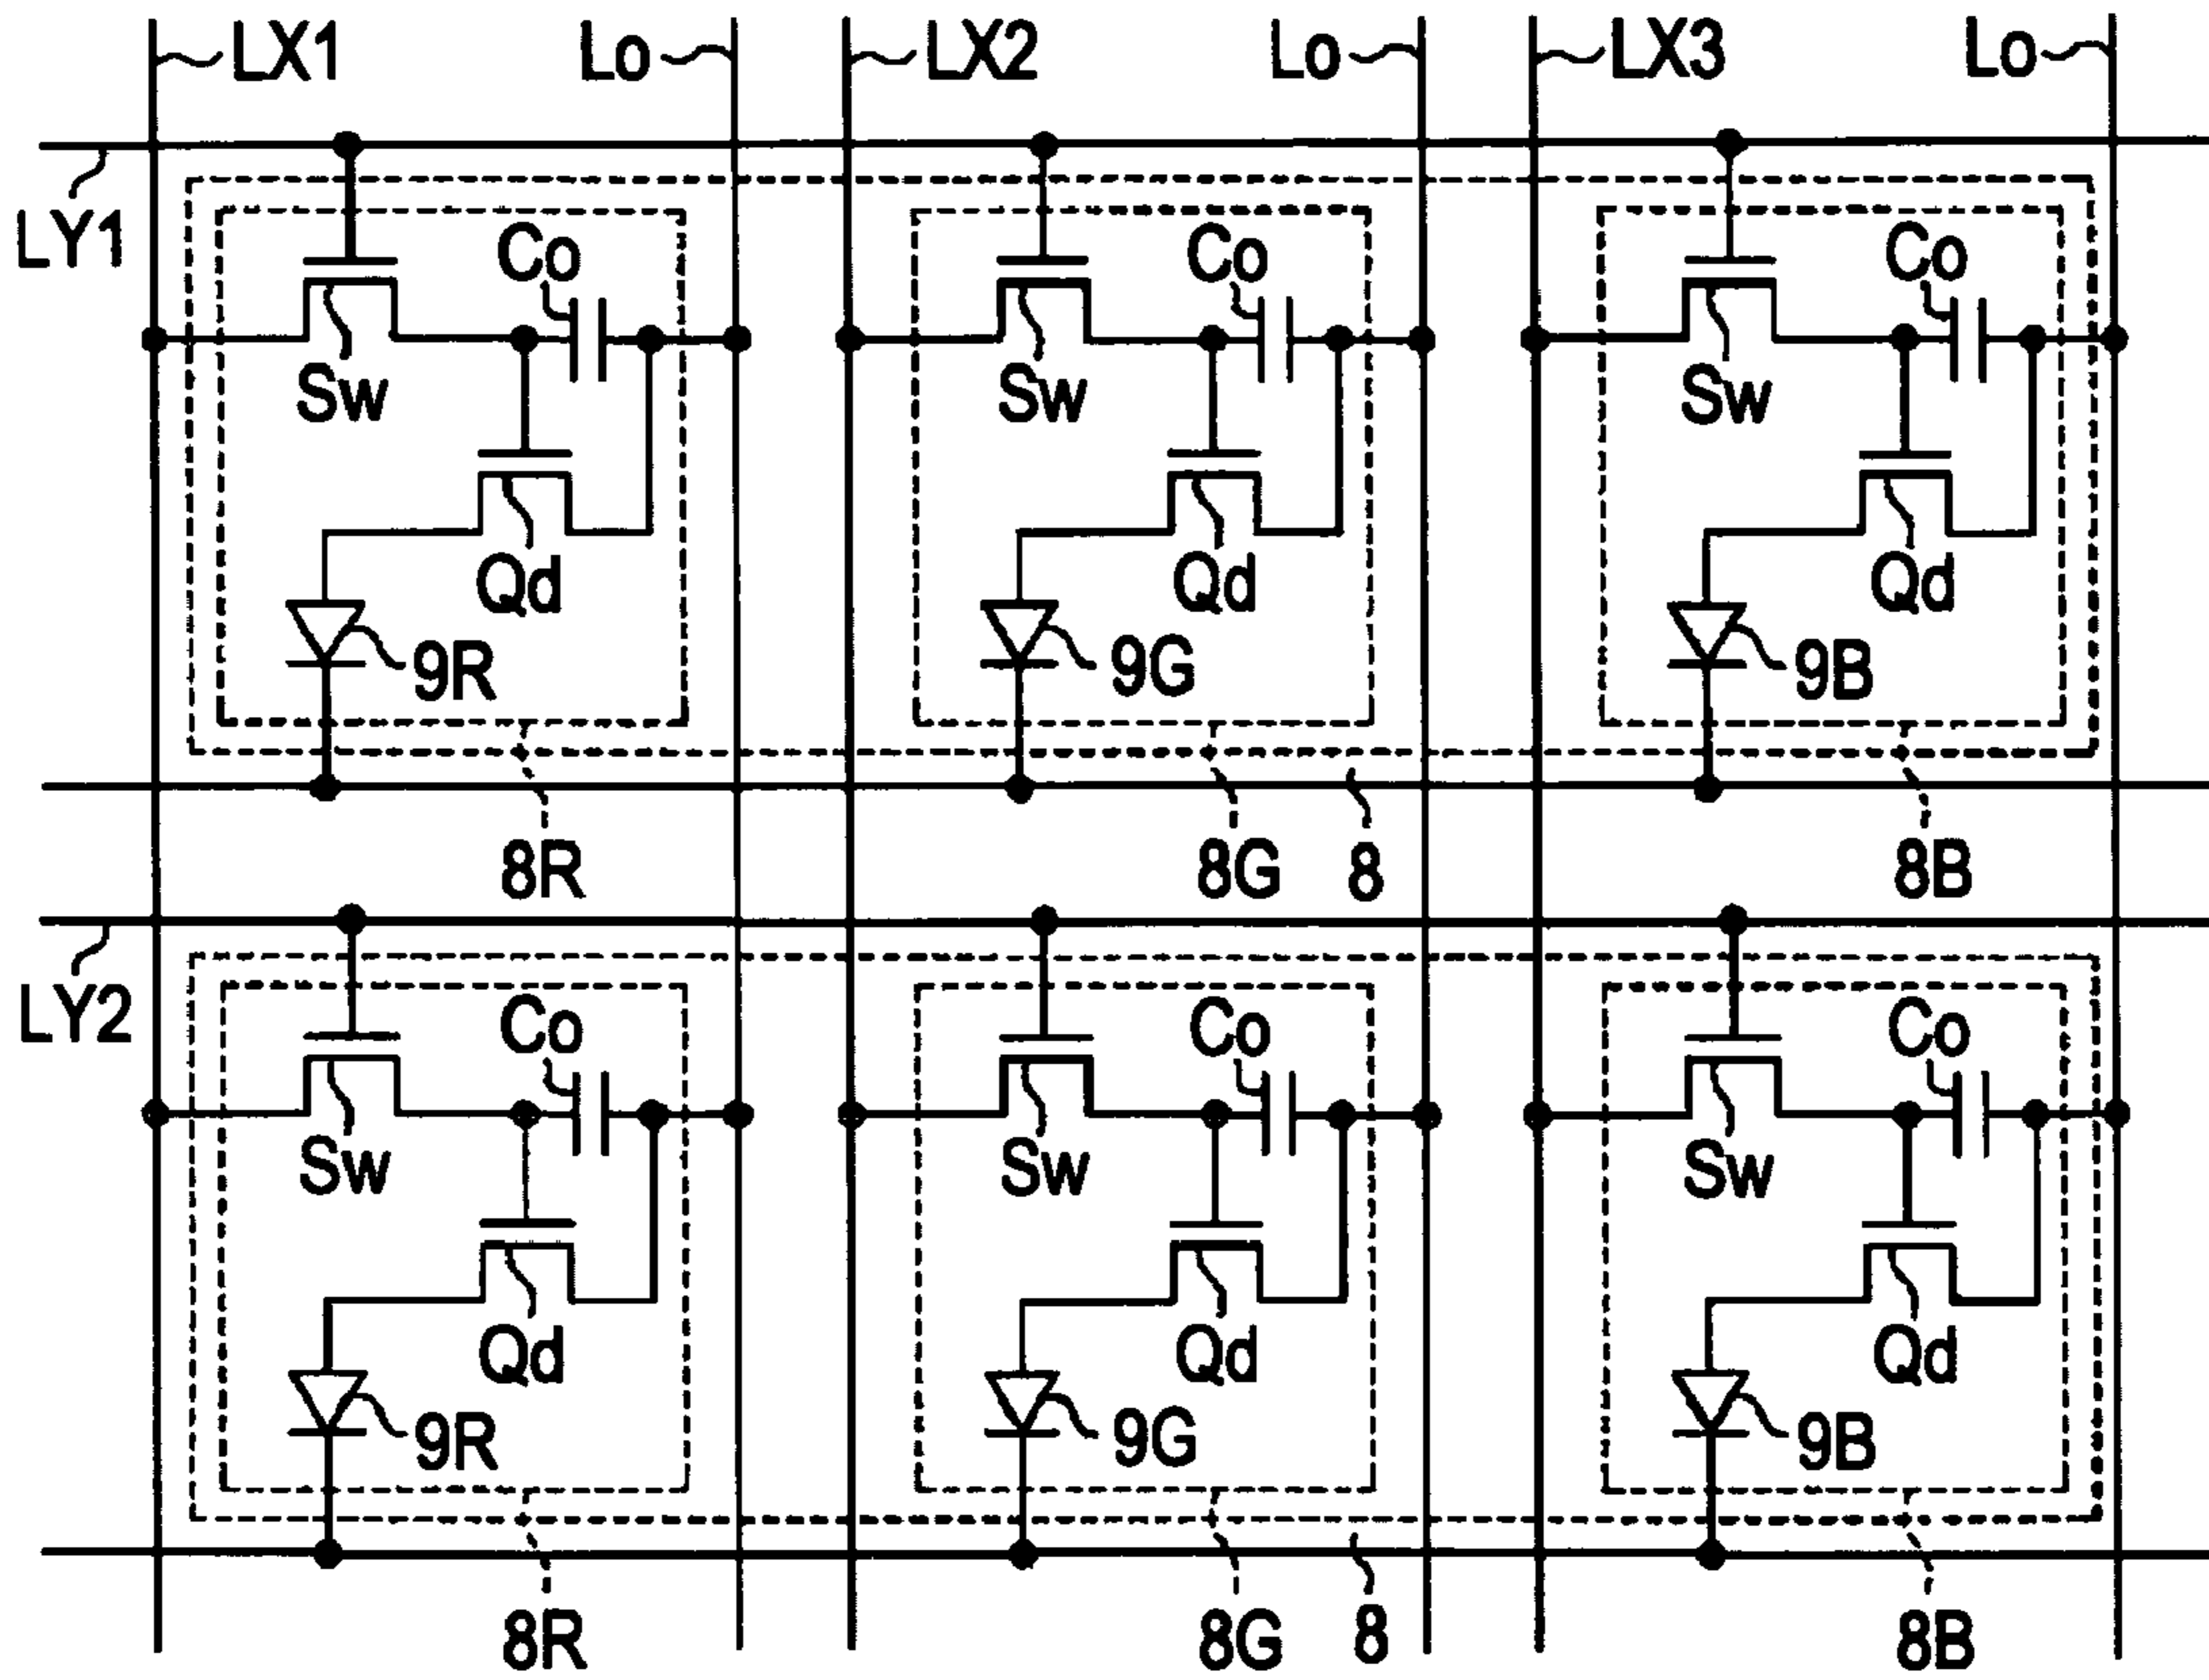 LX1 Lo LX2 Lo LX3 Lo
LY1
Co Co Co
Sw Sw Sw
Qd Qd Qd
9R 9G 9B
8R 8G 8 8B
LY2
Co Co Co
Sw Sw Sw
Qd Qd Qd
9R 9G 9B
8R 8G 8 8B